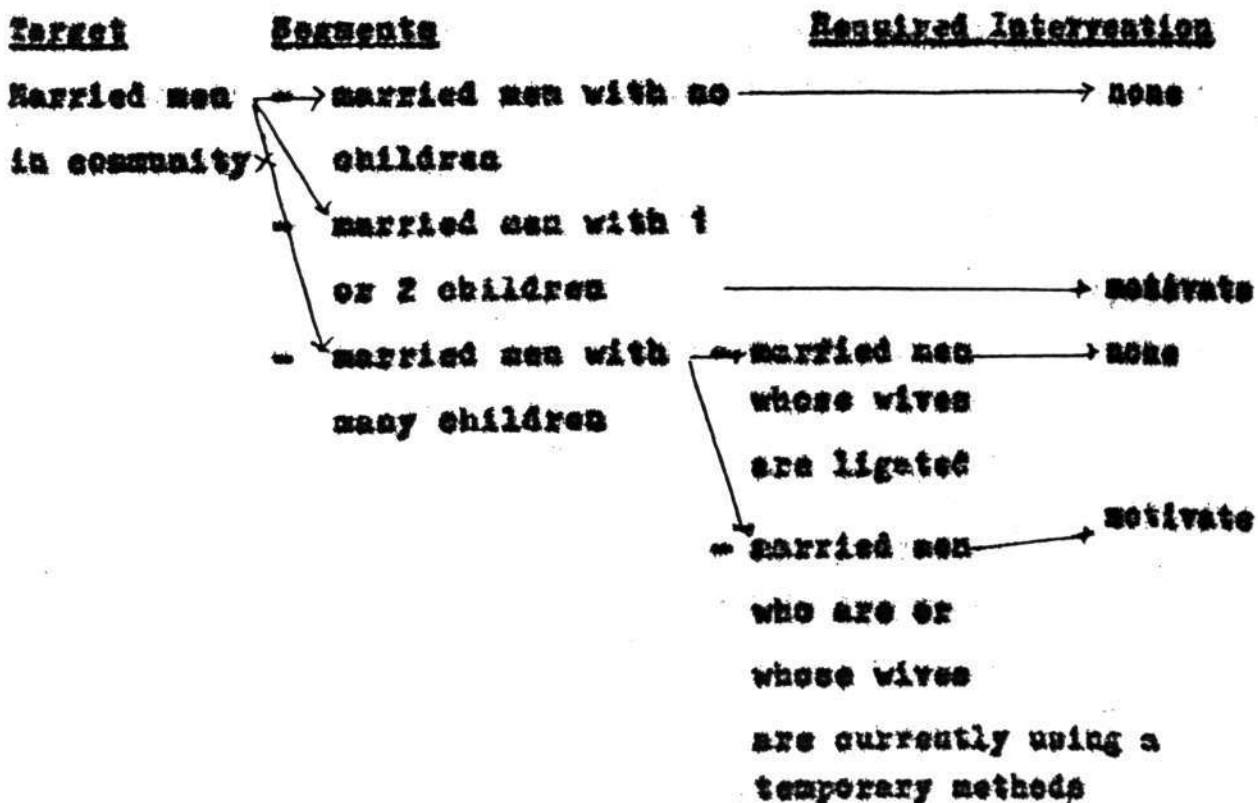 Target Segments Required Intervention
Married men - married men with no none
in community children
- married men with 1
or 2 children motivate
- married men with - married men none
many children whose wives
are ligated
- married men motivate
who are or
whose wives
are currently using a
temporary methods